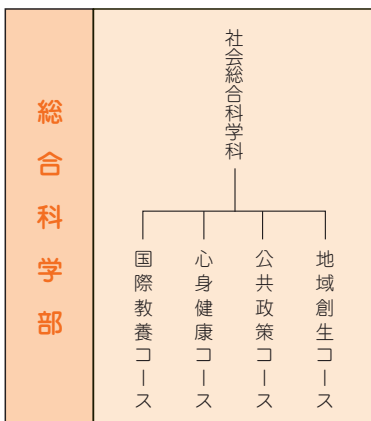 総合科学部
社会総合科学科
国際教養コース
心身健康コース
公共政策コース
地域創生コース